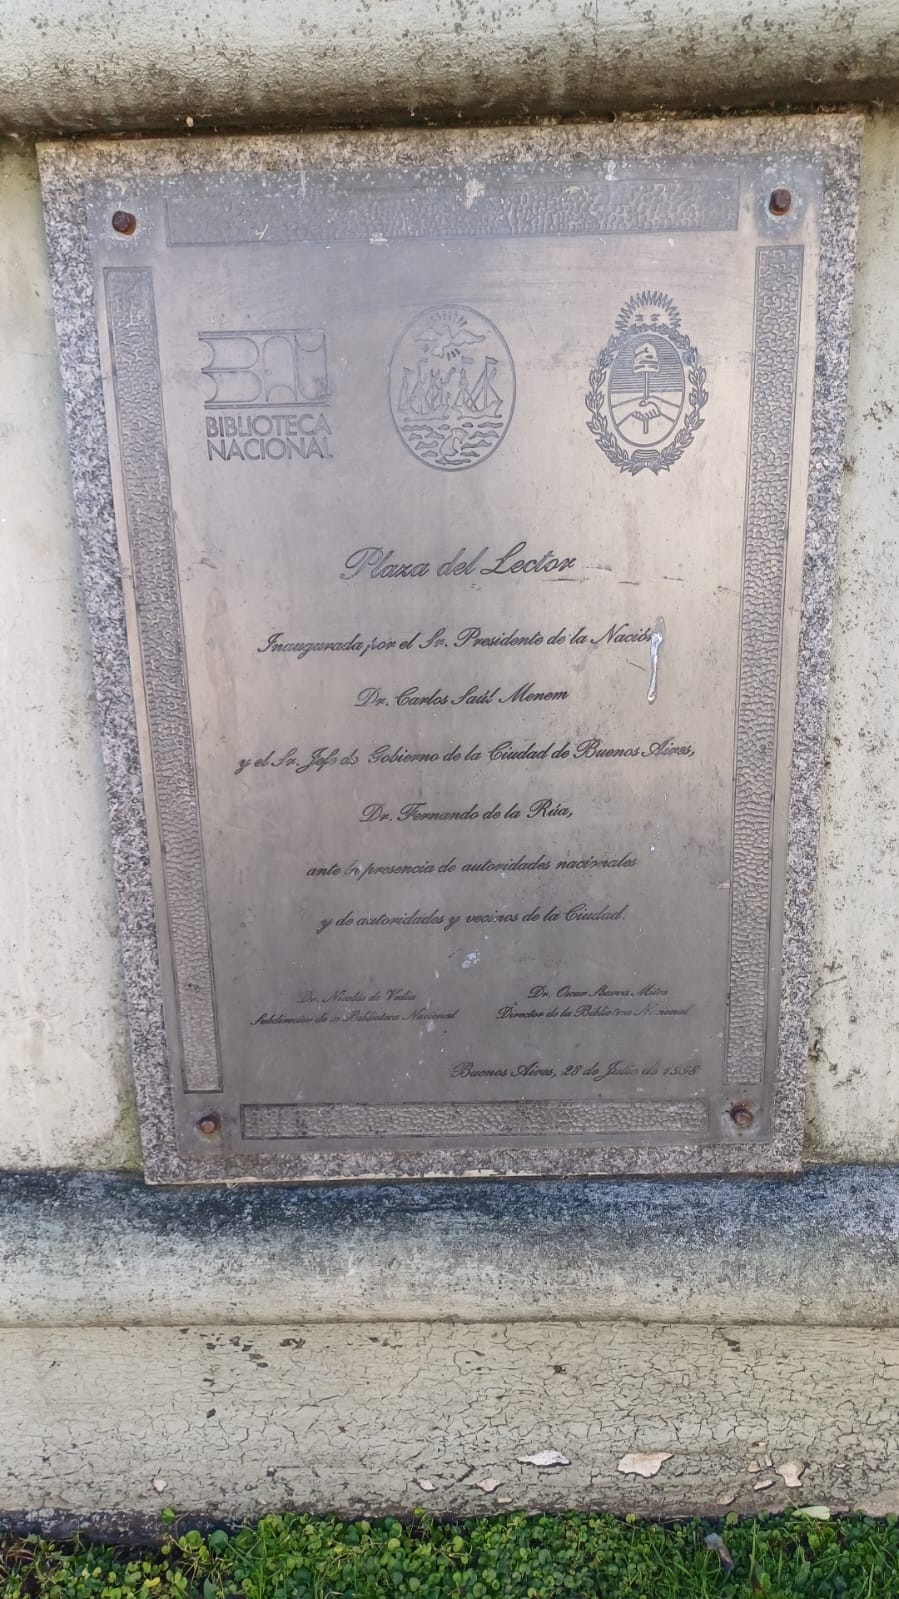 BN
BIBLIOTECA
NACIONAL
Plaza del Lector
Inaugurada por el Sr. Presidente de la Nación
Dr. Carlos Saúl Menem
y el Sr. Jefe de Gobierno de la Ciudad de Buenos Aires,
Dr. Fernando de la Rúa,
ante la presencia de autoridades nacionales
y de autoridades y vecinos de la Ciudad.
Dr. Nicolás de Vedia
Subdirector de la Biblioteca Nacional
Dr. Oscar Sbarra Mitre
Director de la Biblioteca Nacional
Buenos Aires, 28 de Julio de 1998